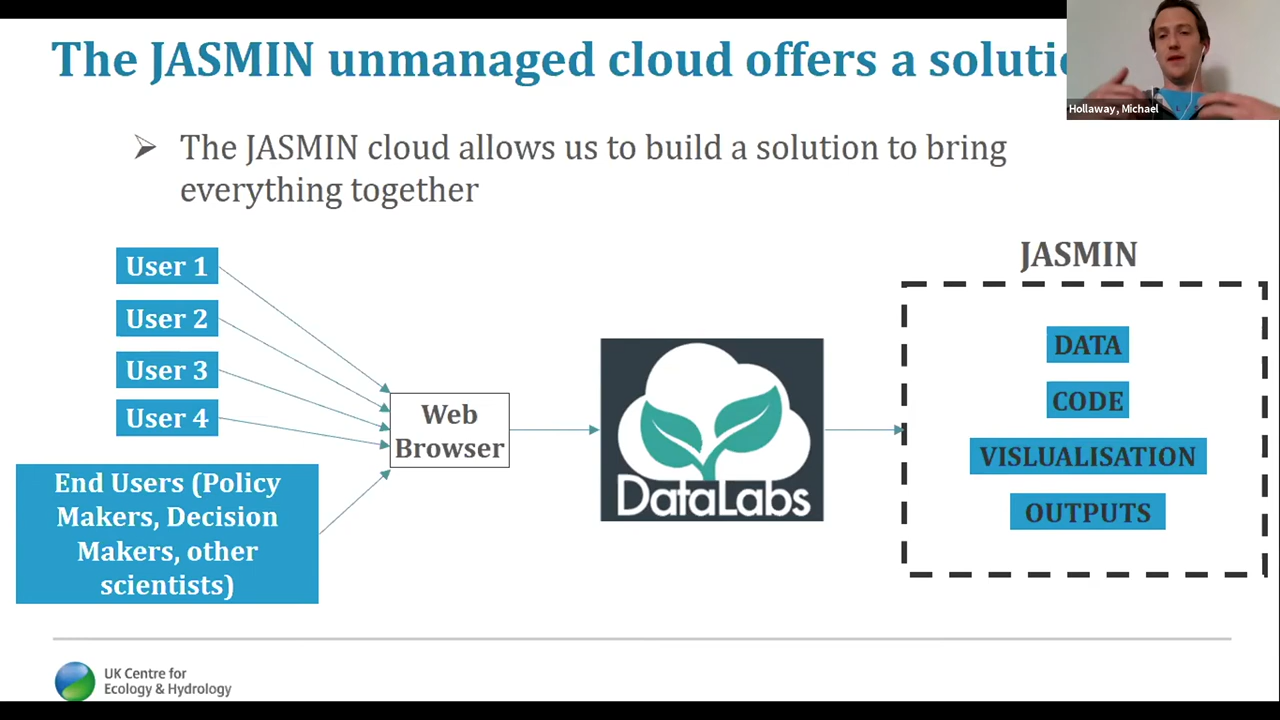 The JASMIN unmanaged cloud offers a soluti
Hollaway, Michael
➢ The JASMIN cloud allows us to build a solution to bring
everything together
User 1
User 2
User 3
User 4
End Users (Policy
Makers, Decision
Makers, other
scientists)
Web
Browser
DataLabs
JASMIN
DATA
CODE
VISLUALISATION
OUTPUTS
UK Centre for
Ecology & Hydrology